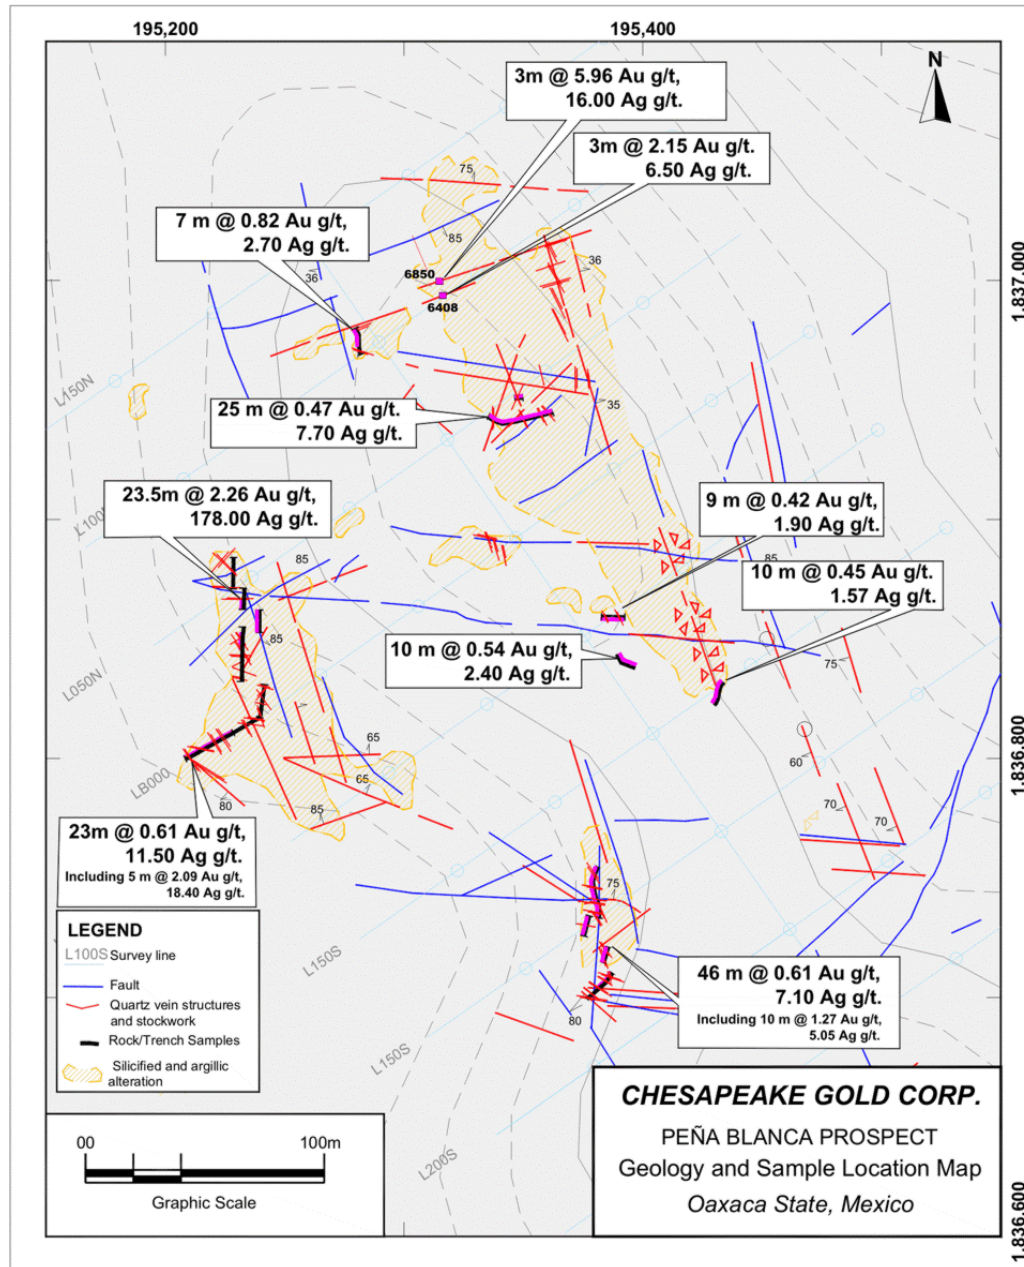 195,200
195,400
N
3m @ 5.96 Au g/t,
16.00 Ag g/t.
3m @ 2.15 Au g/t.
6.50 Ag g/t.
75
7 m @ 0.82 Au g/t,
2.70 Ag g/t.
85
36
36
6850
6408
1.837,000
L150N
35
25 m @ 0.47 Au g/t.
7.70 Ag g/t.
23.5m @ 2.26 Au g/t,
178.00 Ag g/t.
L100N
9 m @ 0.42 Au g/t,
1.90 Ag g/t.
85
85
10 m @ 0.45 Au g/t.
1.57 Ag g/t.
85
10 m @ 0.54 Au g/t,
2.40 Ag g/t.
75
L050N
65
65
LB000
80
85
60
70
70
1.836,800
23m @ 0.61 Au g/t,
11.50 Ag g/t.
Including 5 m @ 2.09 Au g/t,
18.40 Ag g/t.
75
LEGEND
L100S Survey line
Fault
Quartz vein structures
and stockwork
Rock/Trench Samples
Silicified and argillic
alteration
L150S
46 m @ 0.61 Au g/t,
7.10 Ag g/t.
Including 10 m @ 1.27 Au g/t,
5.05 Ag g/t.
80
L150S
L200S
00
100m
Graphic Scale
CHESAPEAKE GOLD CORP.
PEÑA BLANCA PROSPECT
Geology and Sample Location Map
Oaxaca State, Mexico
1.836,600